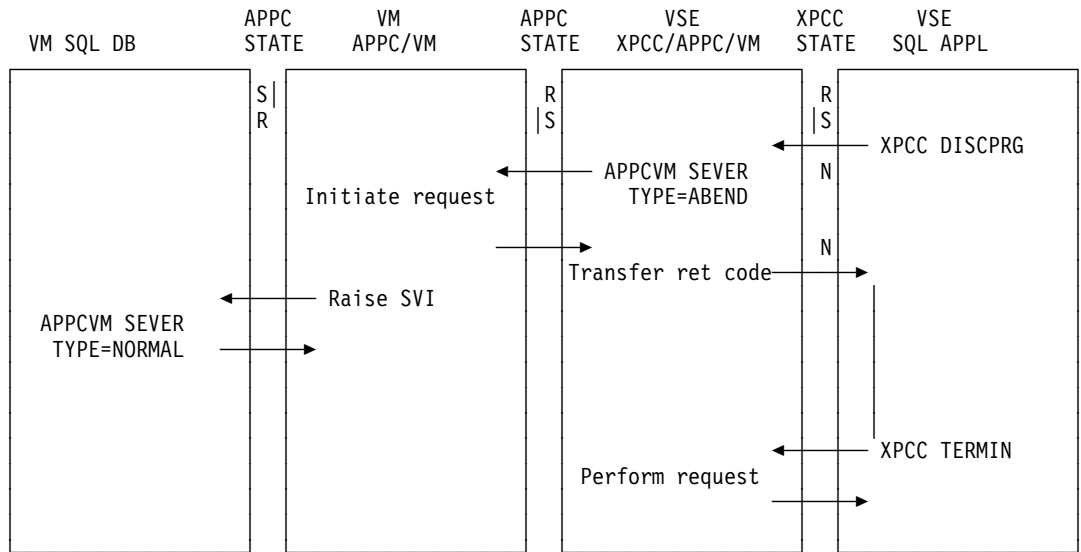 APPC VM APPC VSE XPCC VSE
VM SQL DB STATE APPC/VM STATE XPCC/APPC/VM STATE SQL APPL
S| R R
R |S |S
XPCC DISCPRG
APPCVM SEVER N
Initiate request TYPE=ABEND
N
Transfer ret code
Raise SVI
APPCVM SEVER
TYPE=NORMAL
XPCC TERMIN
Perform request